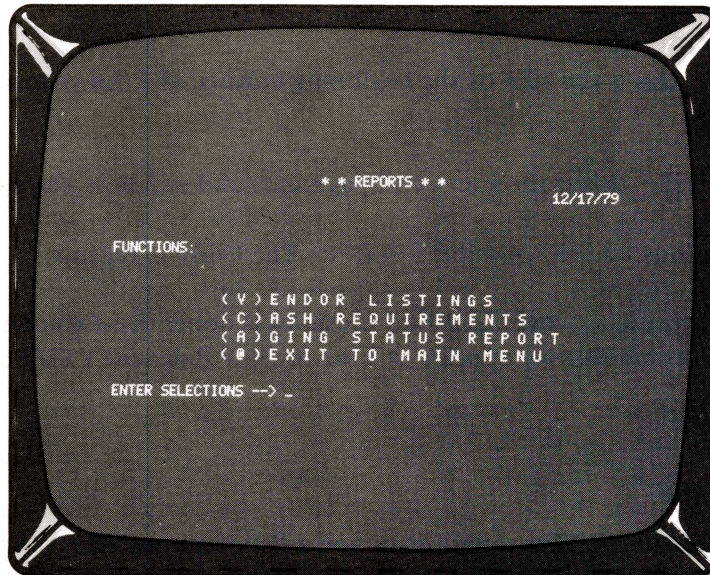 * * REPORTS * *
12/17/79
FUNCTIONS:
(V)ENDOR LISTINGS
(C)ASH REQUIREMENTS
(A)GING STATUS REPORT
(@)EXIT TO MAIN MENU
ENTER SELECTIONS --> _